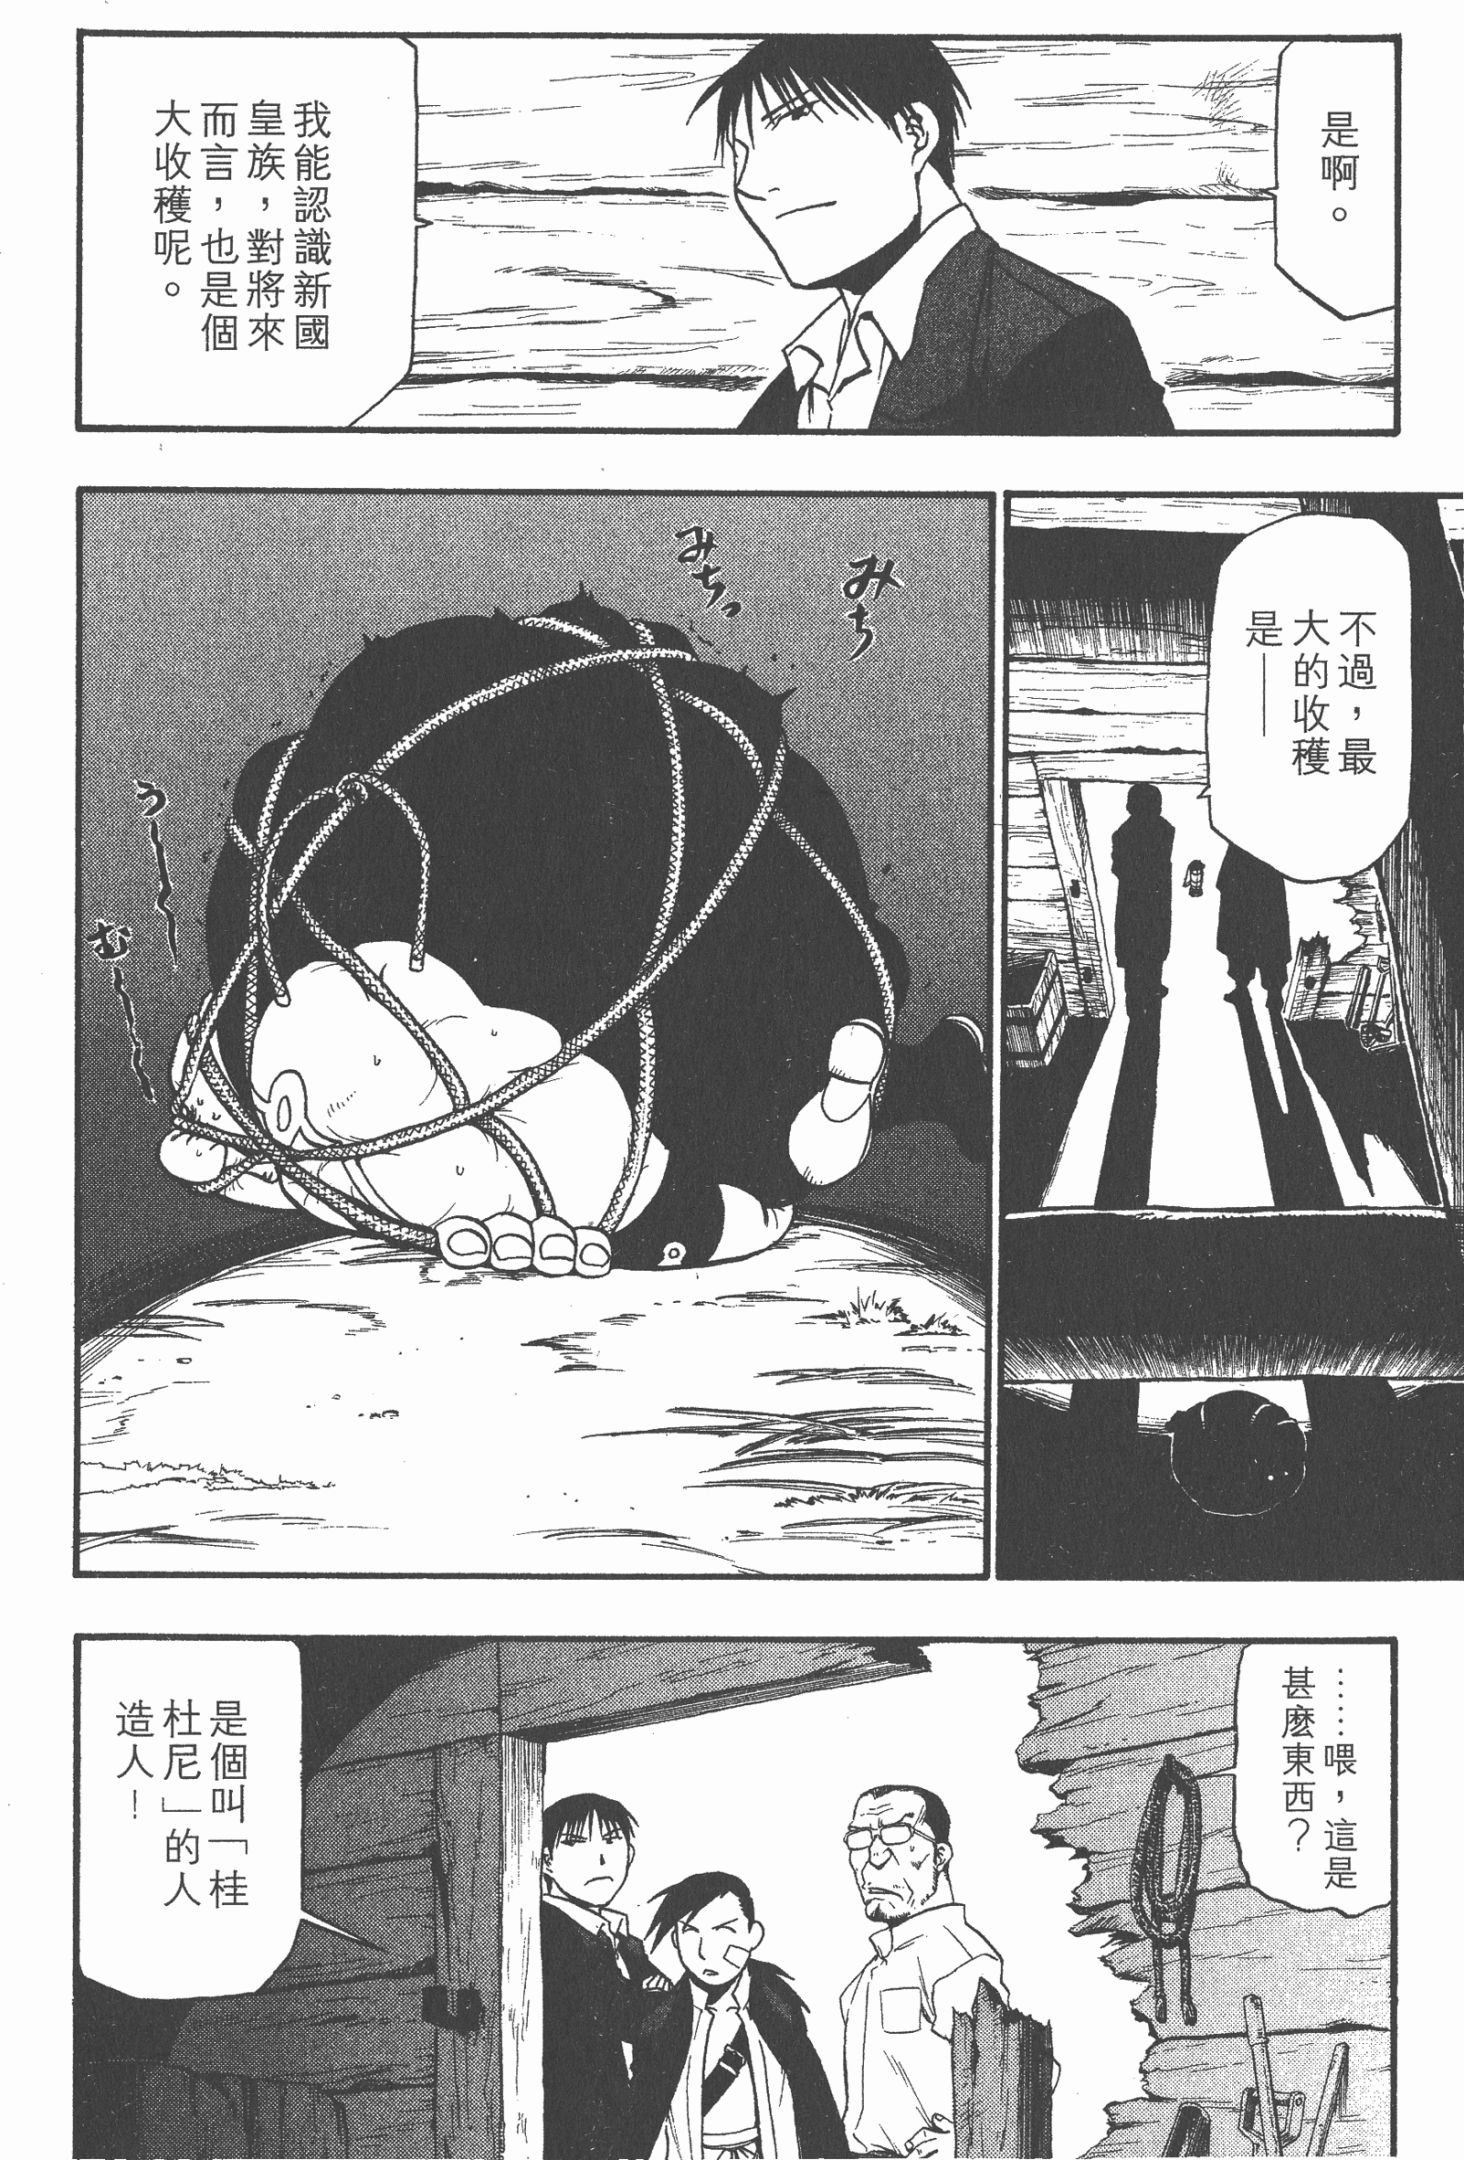 是啊。
我能認識新國
皇族，對將來
而言，也是個
大收穫呢。
不過，最
大的收穫
是——
みち
みちっ
う～～
む～～
……喂，這是
甚麼東西？
是個叫「桂
杜尼」的人
造人！